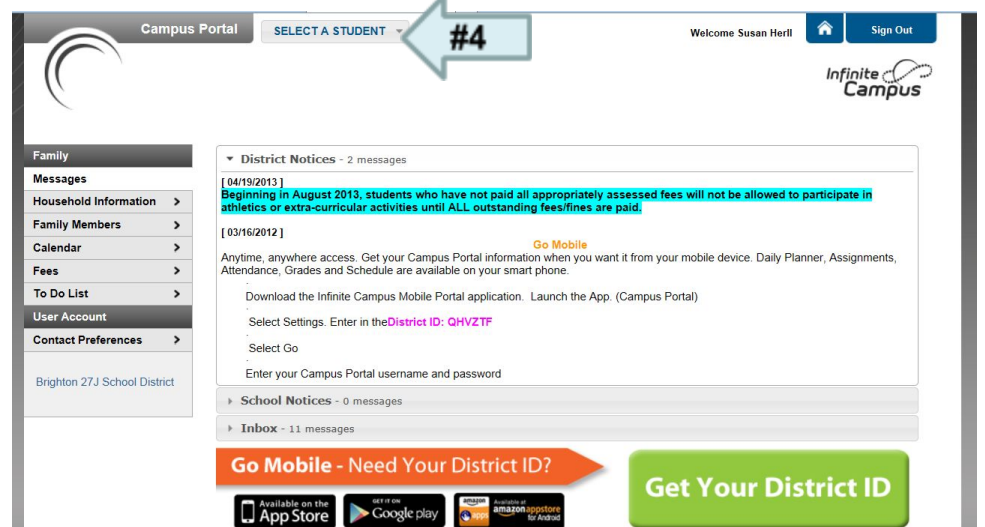 Campus Portal
SELECT A STUDENT
#4
Welcome Susan Herll
Sign Out
Infinite
Campus
Family
Messages
Household Information >
Family Members >
Calendar >
Fees >
To Do List >
User Account
Contact Preferences >
Brighton 27J School District
District Notices - 2 messages
[ 04/19/2013 ]
Beginning in August 2013, students who have not paid all appropriately assessed fees will not be allowed to participate in
athletics or extra-curricular activities until ALL outstanding fees/fines are paid.
[ 03/16/2012 ]
Go Mobile
Anytime, anywhere access. Get your Campus Portal information when you want it from your mobile device. Daily Planner, Assignments,
Attendance, Grades and Schedule are available on your smart phone.
Download the Infinite Campus Mobile Portal application. Launch the App. (Campus Portal)
Select Settings. Enter in theDistrict ID: QHVZTF
Select Go
Enter your Campus Portal username and password
School Notices - 0 messages
Inbox - 11 messages
Go Mobile - Need Your District ID?
Available on the
App Store
GET IT ON
Google play
amazon
apps
Available at
amazon appstore
for Android
Get Your District ID